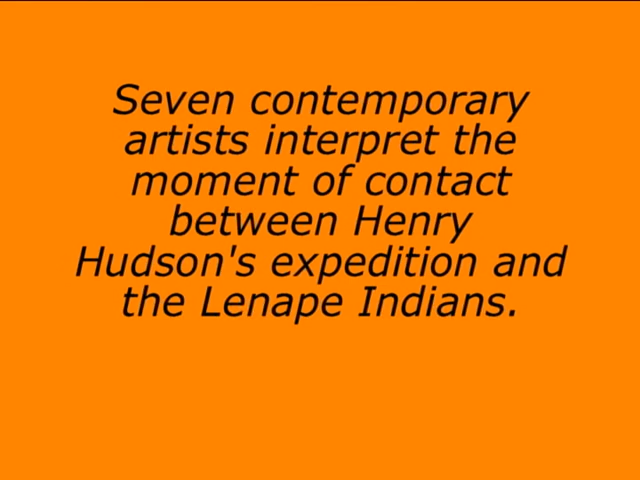 Seven contemporary
artists interpret the
moment of contact
between Henry
Hudson's expedition and
the Lenape Indians.